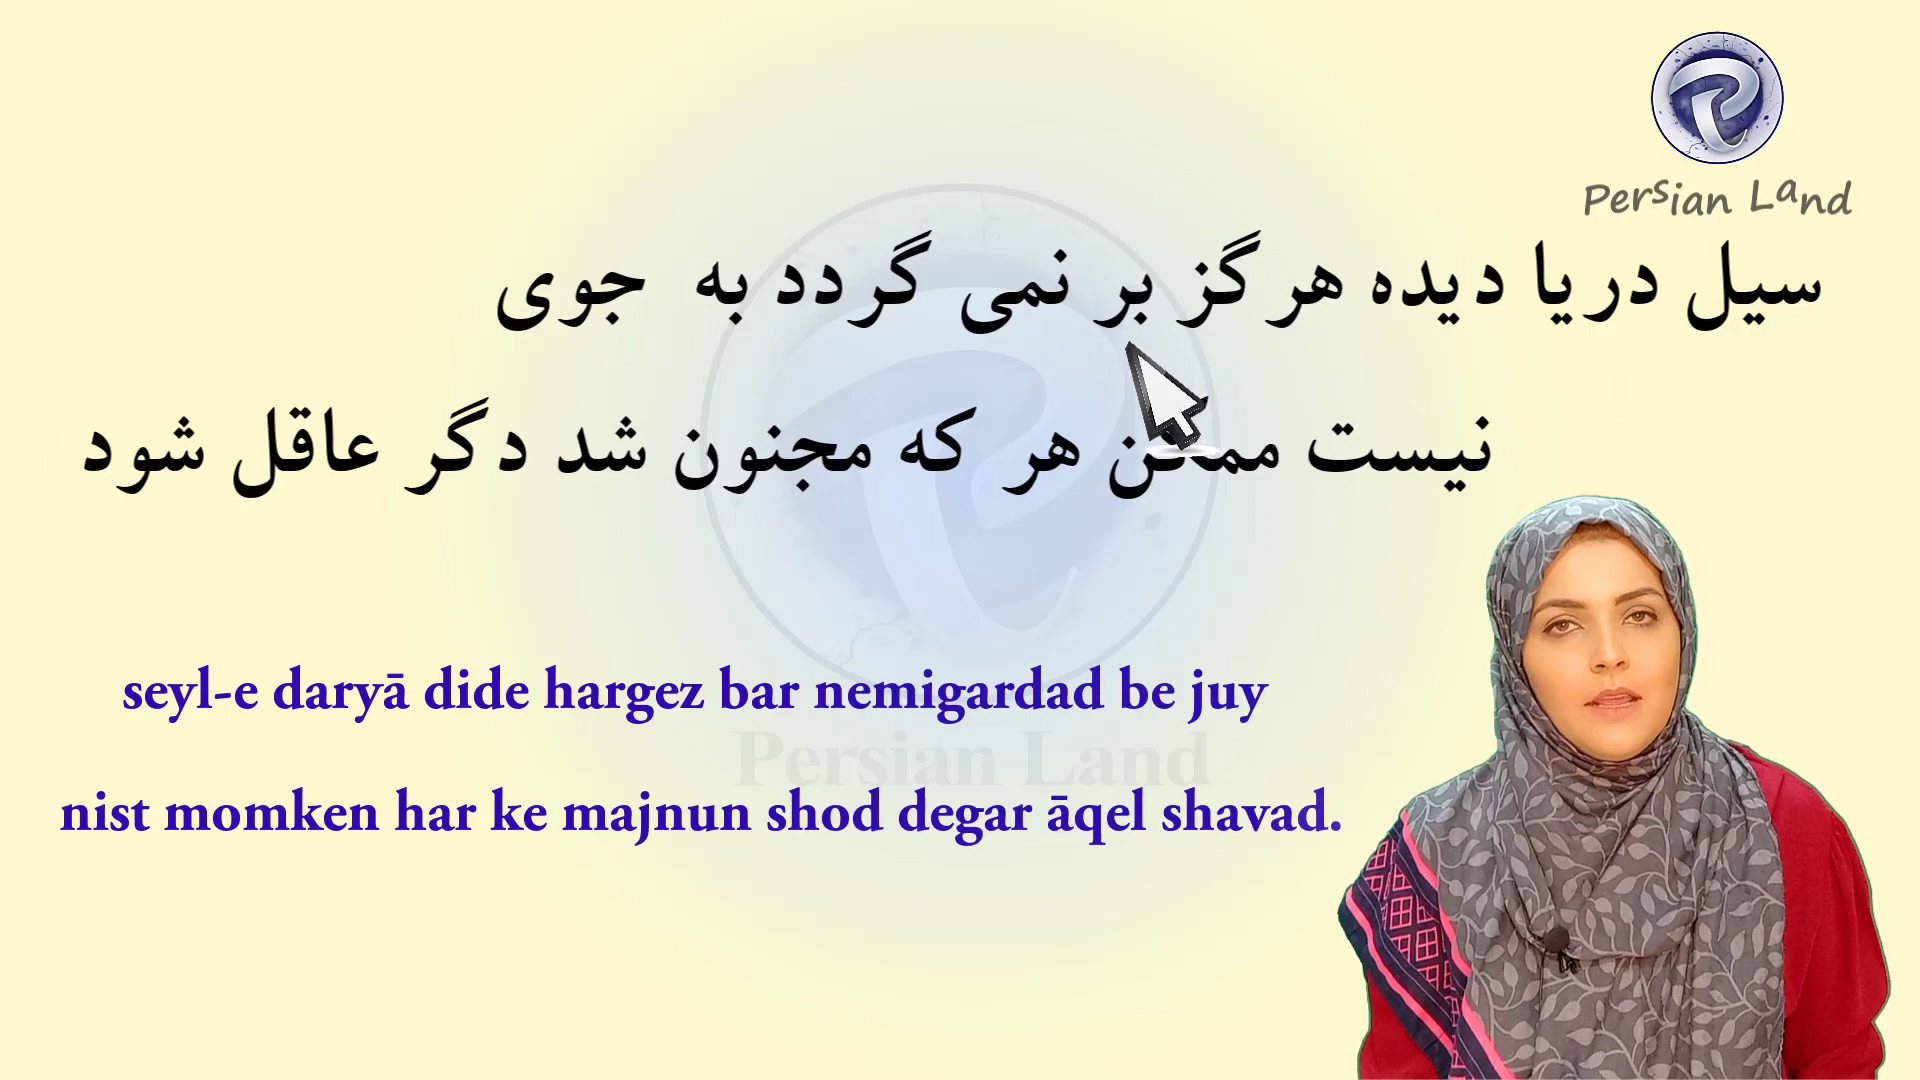 Persian Land
سیل دریا دیده هرگز بر نمی گردد به جوی
نیست ممکن هر که مجنون شد دگر عاقل شود
seyl-e daryā dide hargez bar nemigardad be juy
Persian Land
nist momken har ke majnun shod degar āqel shavad.